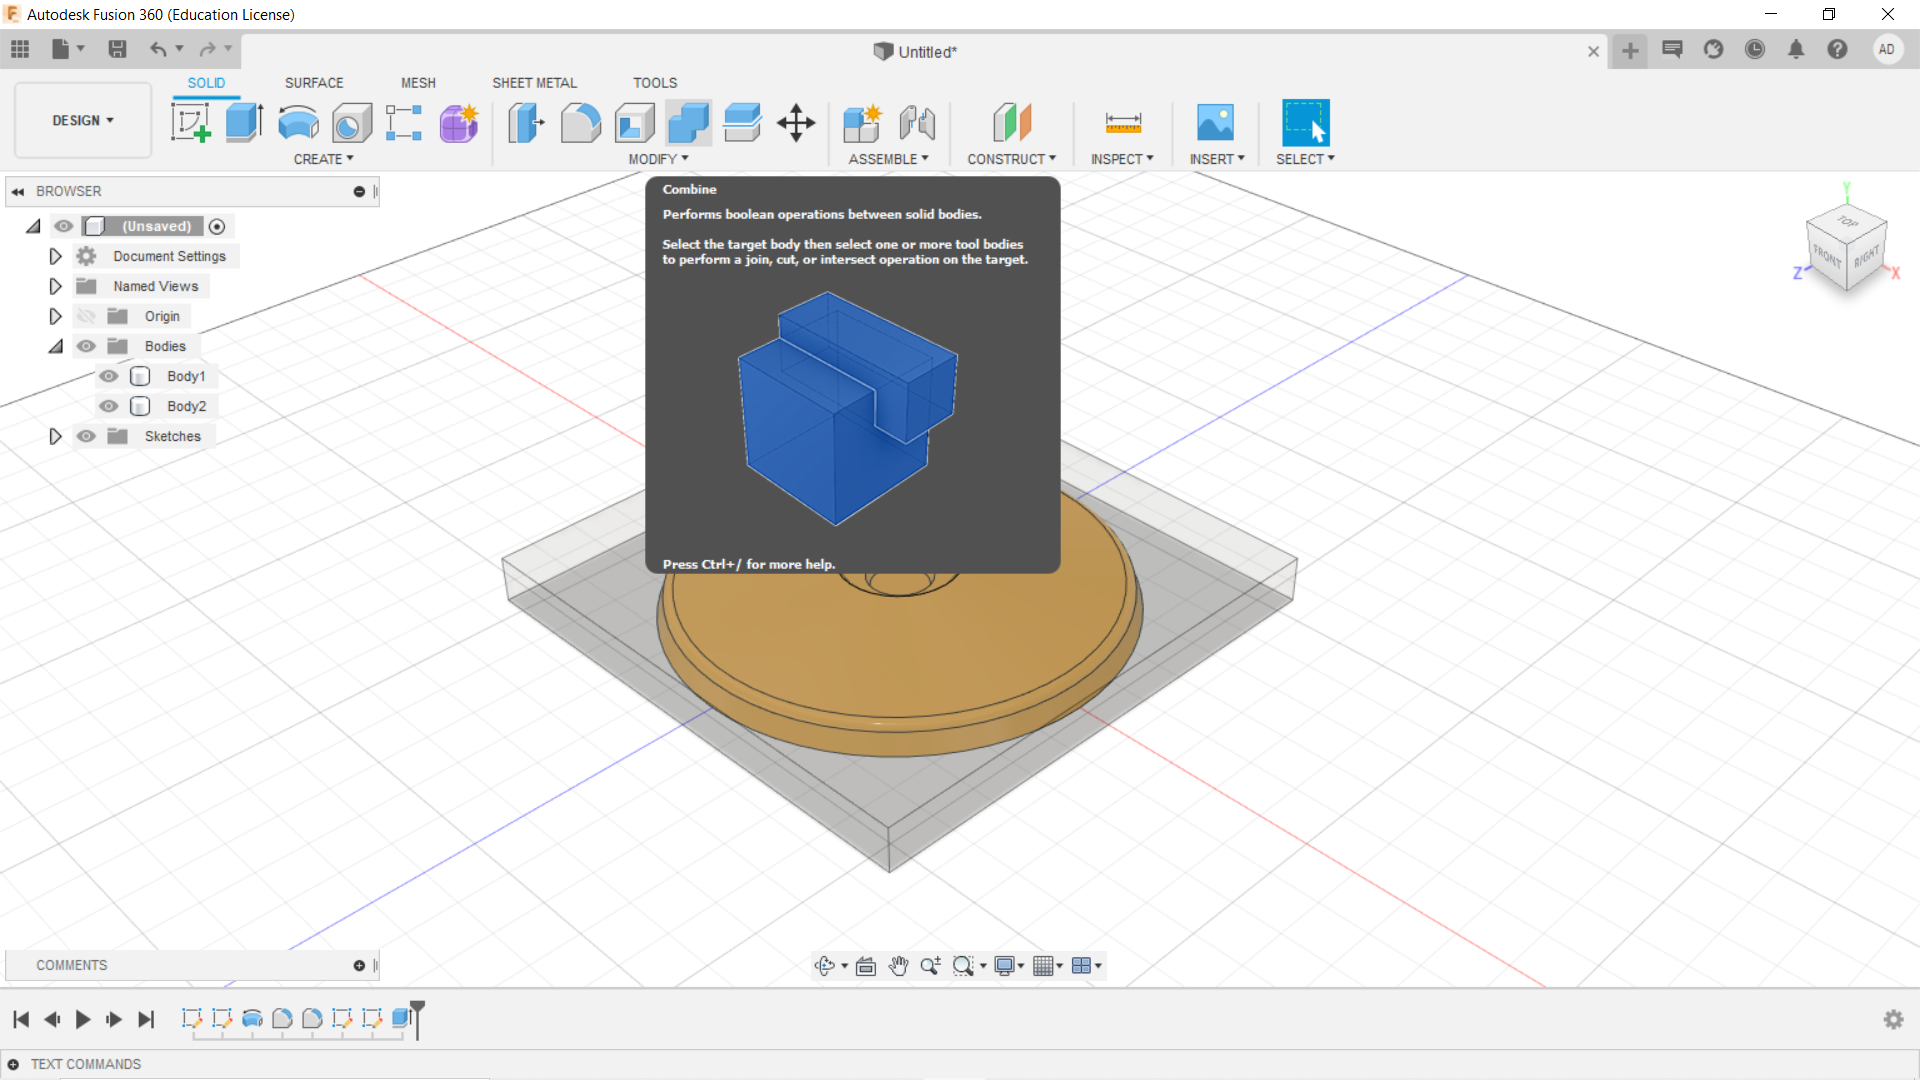 Autodesk Fusion 360 (Education License)
Untitled*
AD
DESIGN
SOLID
SURFACE
MESH
SHEET METAL
TOOLS
CREATE
MODIFY
ASSEMBLE
CONSTRUCT
INSPECT
INSERT
SELECT
BROWSER
(Unsaved)
Document Settings
Named Views
Origin
Bodies
Body1
Body2
Sketches
Combine
Performs boolean operations between solid bodies.
Select the target body then select one or more tool bodies
to perform a join, cut, or intersect operation on the target.
Press Ctrl+/ for more help.
Y
TOP
FRONT
RIGHT
Z
X
COMMENTS
TEXT COMMANDS